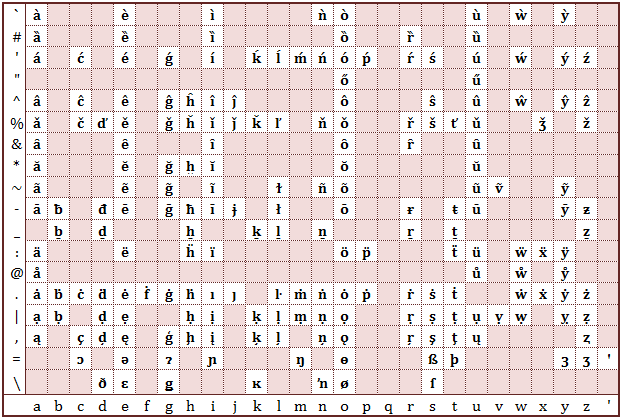 ` à è ì ǹ ò ù ẁ ỳ
# ȁ ȅ ȉ ȍ ȑ ȕ
' á ć é ǵ í ḱ ĺ ḿ ń ó ṕ ŕ ś ú ẃ ý ź
" ő ű
^ â ĉ ê ĝ ĥ î ĵ ô ŝ û ŵ ŷ ẑ
% ǎ č ď ě ǧ ȟ ǐ ǰ ǩ ľ ň ǒ ř š ť ǔ ǯ ž
& ȃ ȇ ȋ ȏ ȓ ȗ
* ă ĕ ğ ḫ ĭ ŏ ŭ
~ ã ẽ g̃ ĩ ɫ ñ õ ũ ṽ ỹ
- ā ƀ đ ē ḡ ħ ī ɉ ł ō ɍ ŧ ū ȳ ƶ
_ ḇ ḏ ẖ ḵ ḻ ṉ ṟ ṯ ẕ
: ä ë ḧ ï ö p̈ ẗ ü ẅ ẍ ÿ
@ å ů ẘ ẙ
. ȧ ḃ ċ ḋ ė ḟ ġ ḣ ı ȷ ŀ ṁ ṅ ȯ ṗ ṙ ṡ ṫ ẇ ẋ ẏ ż
| ạ ḅ ḍ ẹ ḥ ị ḳ ḷ ṃ ṇ ọ ṛ ṣ ṭ ụ ṿ ẉ ỵ ẓ
, ą ç ḑ ę ģ ḩ į ķ ļ ņ ǫ ŗ ş ţ ų ʐ
= ɔ ə ɂ ɲ ŋ ɵ ß þ ȝ ʒ '
\ ð ɛ ǥ ĸ ŉ ø ſ
a b c d e f g h i j k l m n o p q r s t u v w x y z '